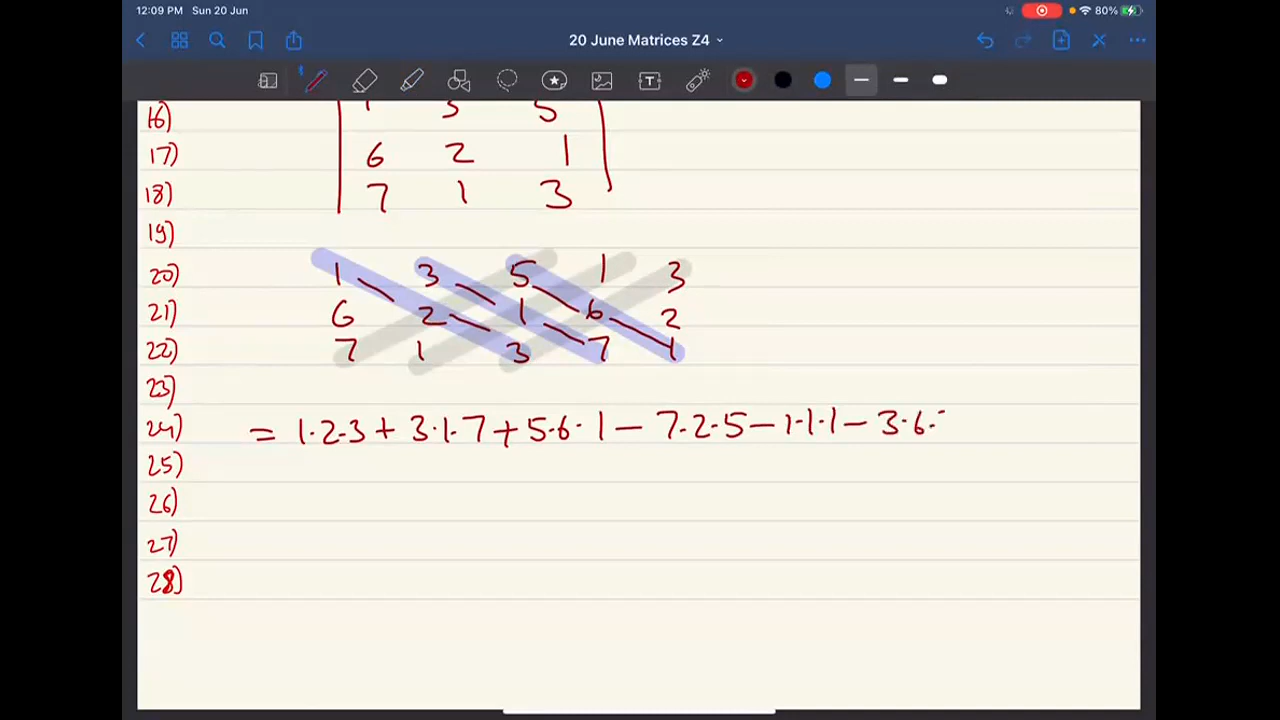 12:09 PM Sun 20 Jun 80%
20 June Matrices Z4
16) 1 3 5
17) 6 2 1
18) 7 1 3
19)
20) 1 3 5 1 3
21) 6 2 1 6 2
22) 7 1 3 7 1
23)
24) = 1·2·3 + 3·1·7 + 5·6·1 – 7·2·5 – 1·1·1 – 3·6·
25)
26)
27)
28)